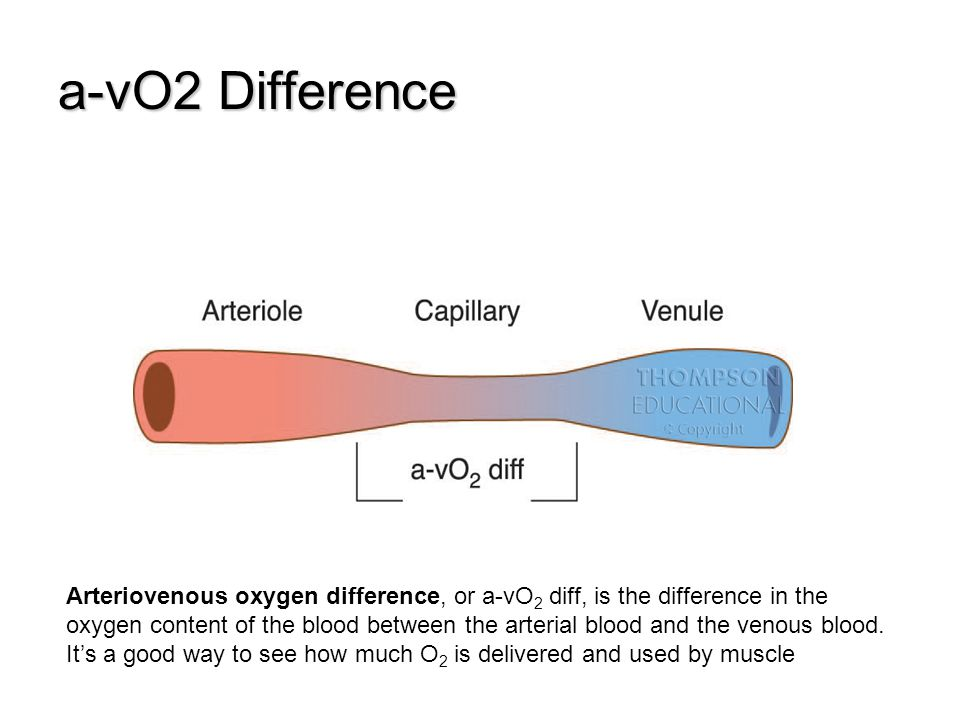 a-vO2 Difference
Arteriole Capillary Venule
THOMPSON
EDUCATIONAL
© Copyright
a-vO₂ diff
Arteriovenous oxygen difference, or a-vO₂ diff, is the difference in the
oxygen content of the blood between the arterial blood and the venous blood.
It’s a good way to see how much O₂ is delivered and used by muscle